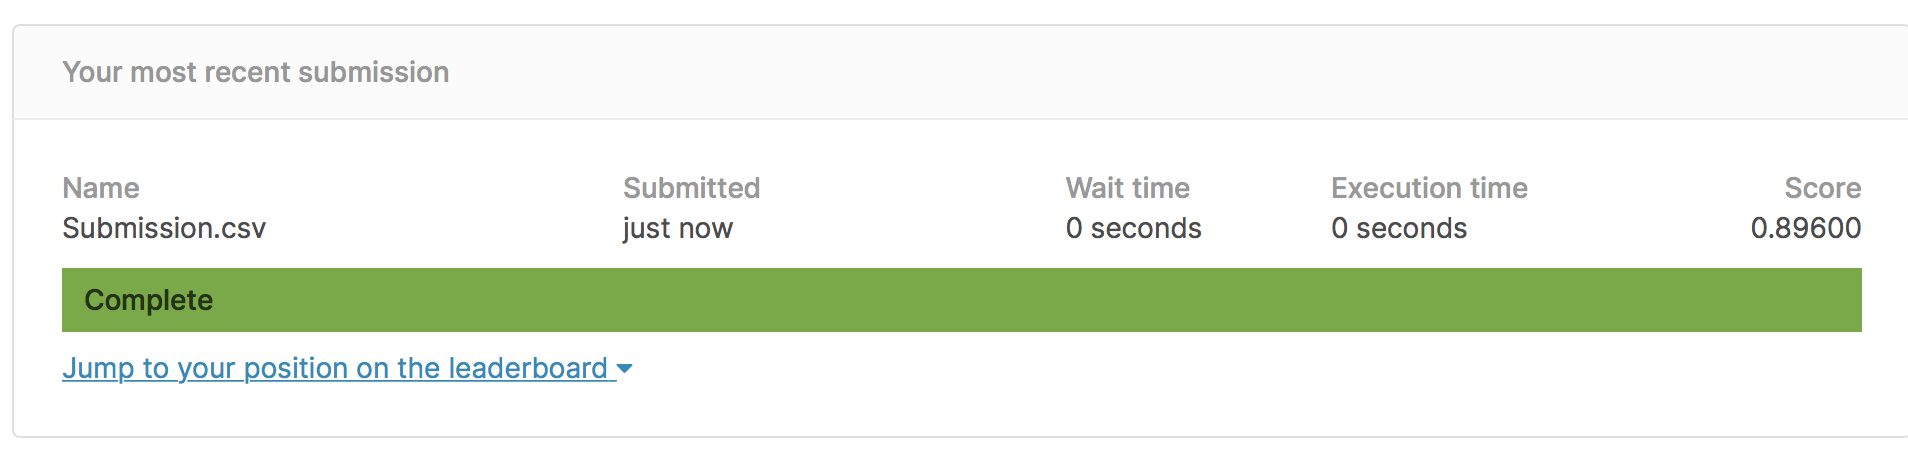 Your most recent submission
Name Submitted Wait time Execution time Score
Submission.csv just now 0 seconds 0 seconds 0.89600
Complete
Jump to your position on the leaderboard